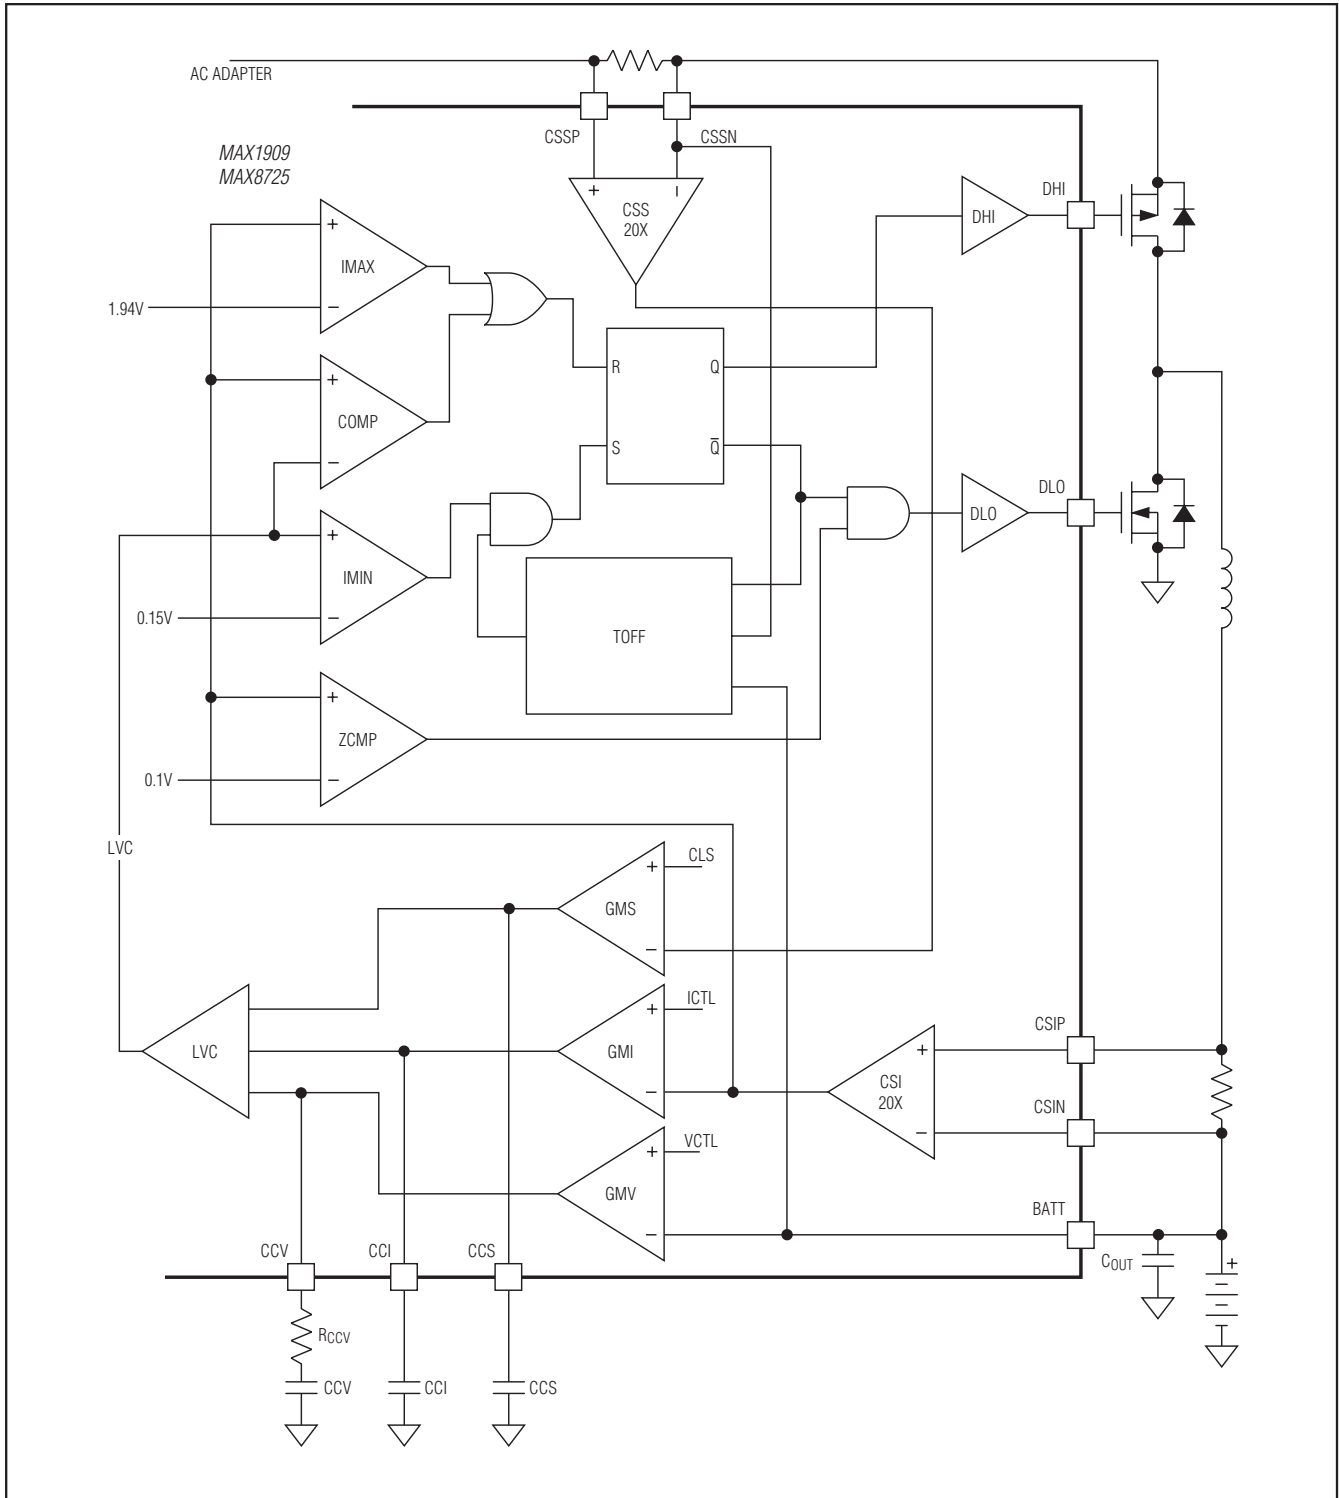 AC ADAPTER
CSSP
CSSN
MAX1909
MAX8725
+
−
CSS
20X
DHI
DHI
+
IMAX
−
1.94V
R
Q
+
COMP
−
S
Q̅
DLO
DLO
+
IMIN
−
0.15V
TOFF
+
ZCMP
−
0.1V
LVC
+
CLS
GMS
−
+
ICTL
GMI
−
LVC
CSIP
+
CSI
20X
−
CSIN
+
VCTL
GMV
−
BATT
CCV
CCI
CCS
COUT
+
RCCV
CCV
CCI
CCS